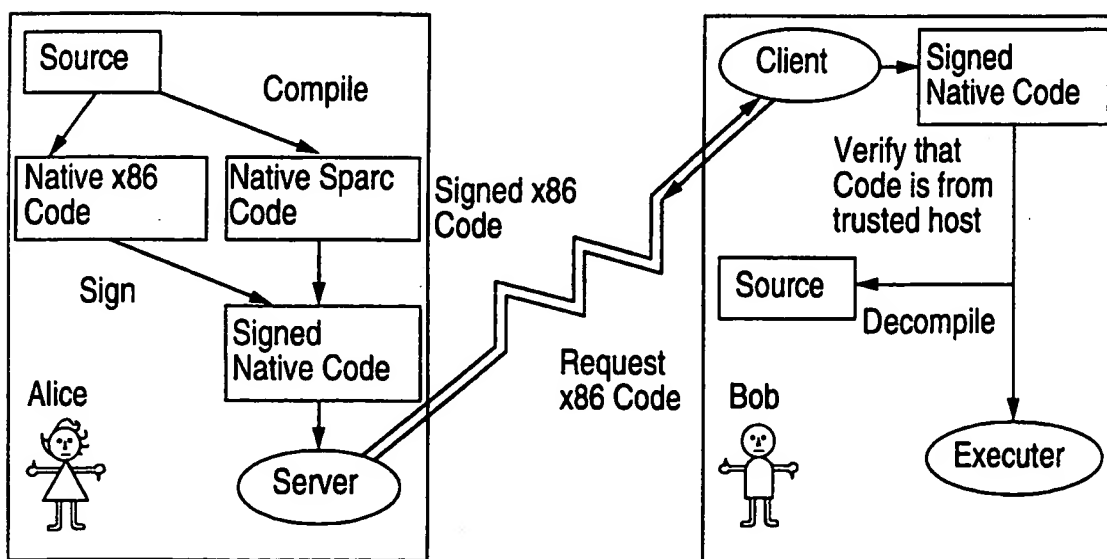 Source
Compile
Native x86
Code
Native Sparc
Code
Sign
Signed
Native Code
Alice
Server
Signed x86
Code
Request
x86 Code
Client
Signed
Native Code
Verify that
Code is from
trusted host
Source
Decompile
Bob
Executer